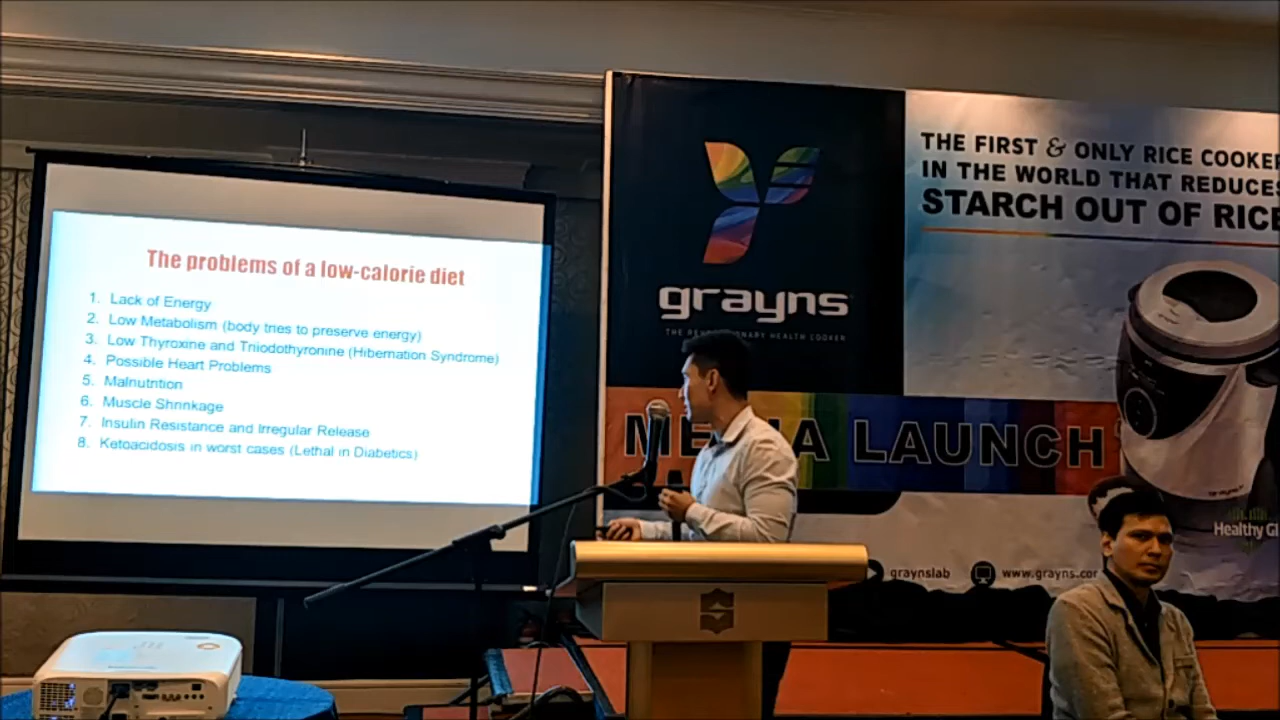 The problems of a low-calorie diet
1. Lack of Energy
2. Low Metabolism (body tries to preserve energy)
3. Low Thyroxine and Triiodothyronine (Hibernation Syndrome)
4. Possible Heart Problems
5. Malnutrition
6. Muscle Shrinkage
7. Insulin Resistance and Irregular Release
8. Ketoacidosis in worst cases (Lethal in Diabetics)
grayns
HEALTH COOKER
THE FIRST & ONLY RICE COOKE
IN THE WORLD THAT REDUCES
STARCH OUT OF RICE
LAUNCH
Healthy
graynslab
www.grayns.co